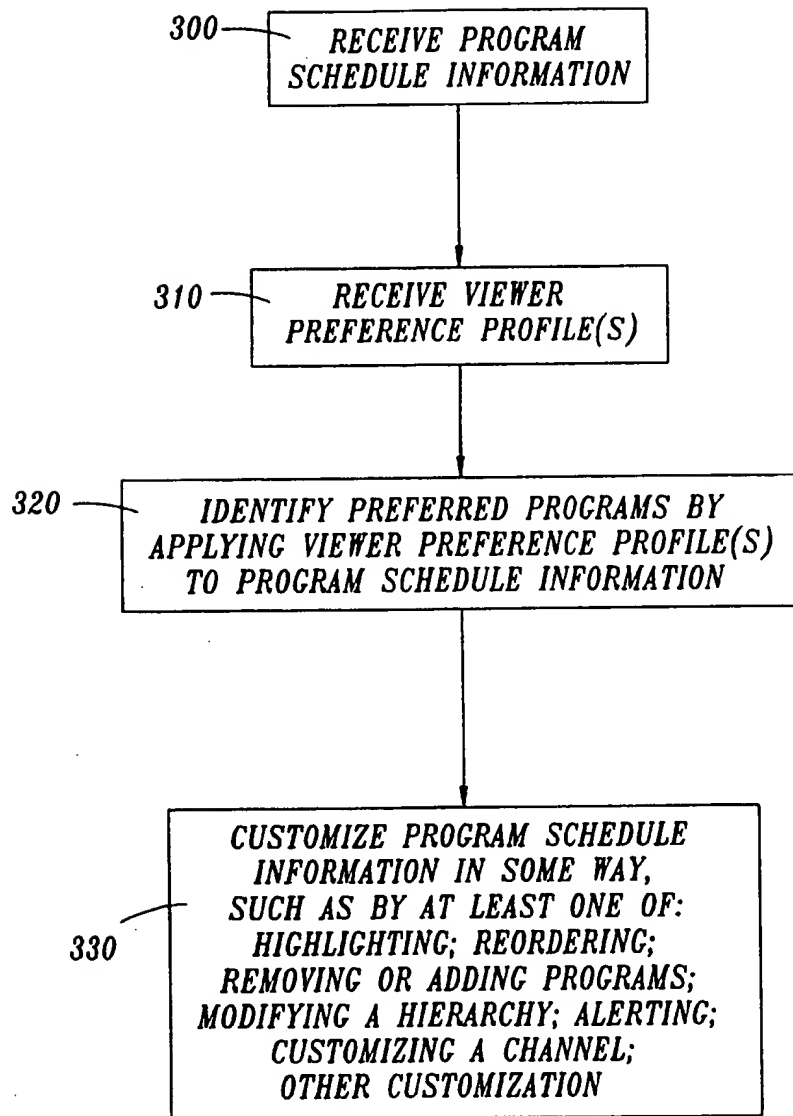 300
RECEIVE PROGRAM
SCHEDULE INFORMATION
310
RECEIVE VIEWER
PREFERENCE PROFILE(S)
320
IDENTIFY PREFERRED PROGRAMS BY
APPLYING VIEWER PREFERENCE PROFILE(S)
TO PROGRAM SCHEDULE INFORMATION
330
CUSTOMIZE PROGRAM SCHEDULE
INFORMATION IN SOME WAY,
SUCH AS BY AT LEAST ONE OF:
HIGHLIGHTING; REORDERING;
REMOVING OR ADDING PROGRAMS;
MODIFYING A HIERARCHY; ALERTING;
CUSTOMIZING A CHANNEL;
OTHER CUSTOMIZATION